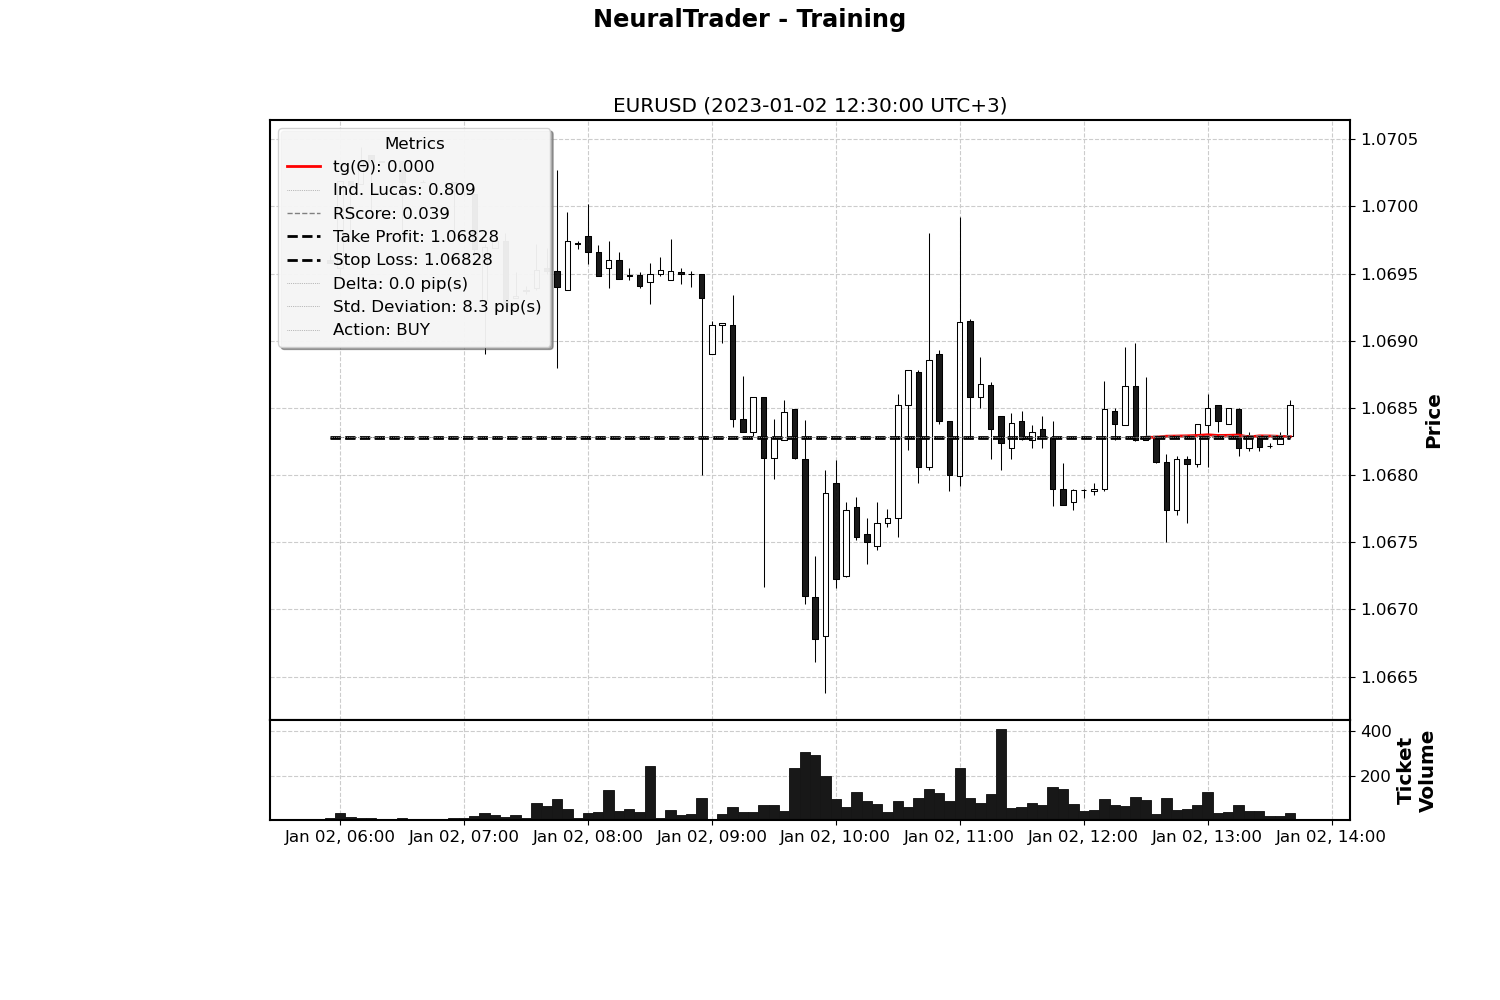 NeuralTrader - Training
EURUSD (2023-01-02 12:30:00 UTC+3)
Metrics
tg(Θ): 0.000
Ind. Lucas: 0.809
RScore: 0.039
Take Profit: 1.06828
Stop Loss: 1.06828
Delta: 0.0 pip(s)
Std. Deviation: 8.3 pip(s)
Action: BUY
1.0705
1.0700
1.0695
1.0690
1.0685
1.0680
1.0675
1.0670
1.0665
Price
400
200
Ticket
Volume
Jan 02, 06:00
Jan 02, 07:00
Jan 02, 08:00
Jan 02, 09:00
Jan 02, 10:00
Jan 02, 11:00
Jan 02, 12:00
Jan 02, 13:00
Jan 02, 14:00